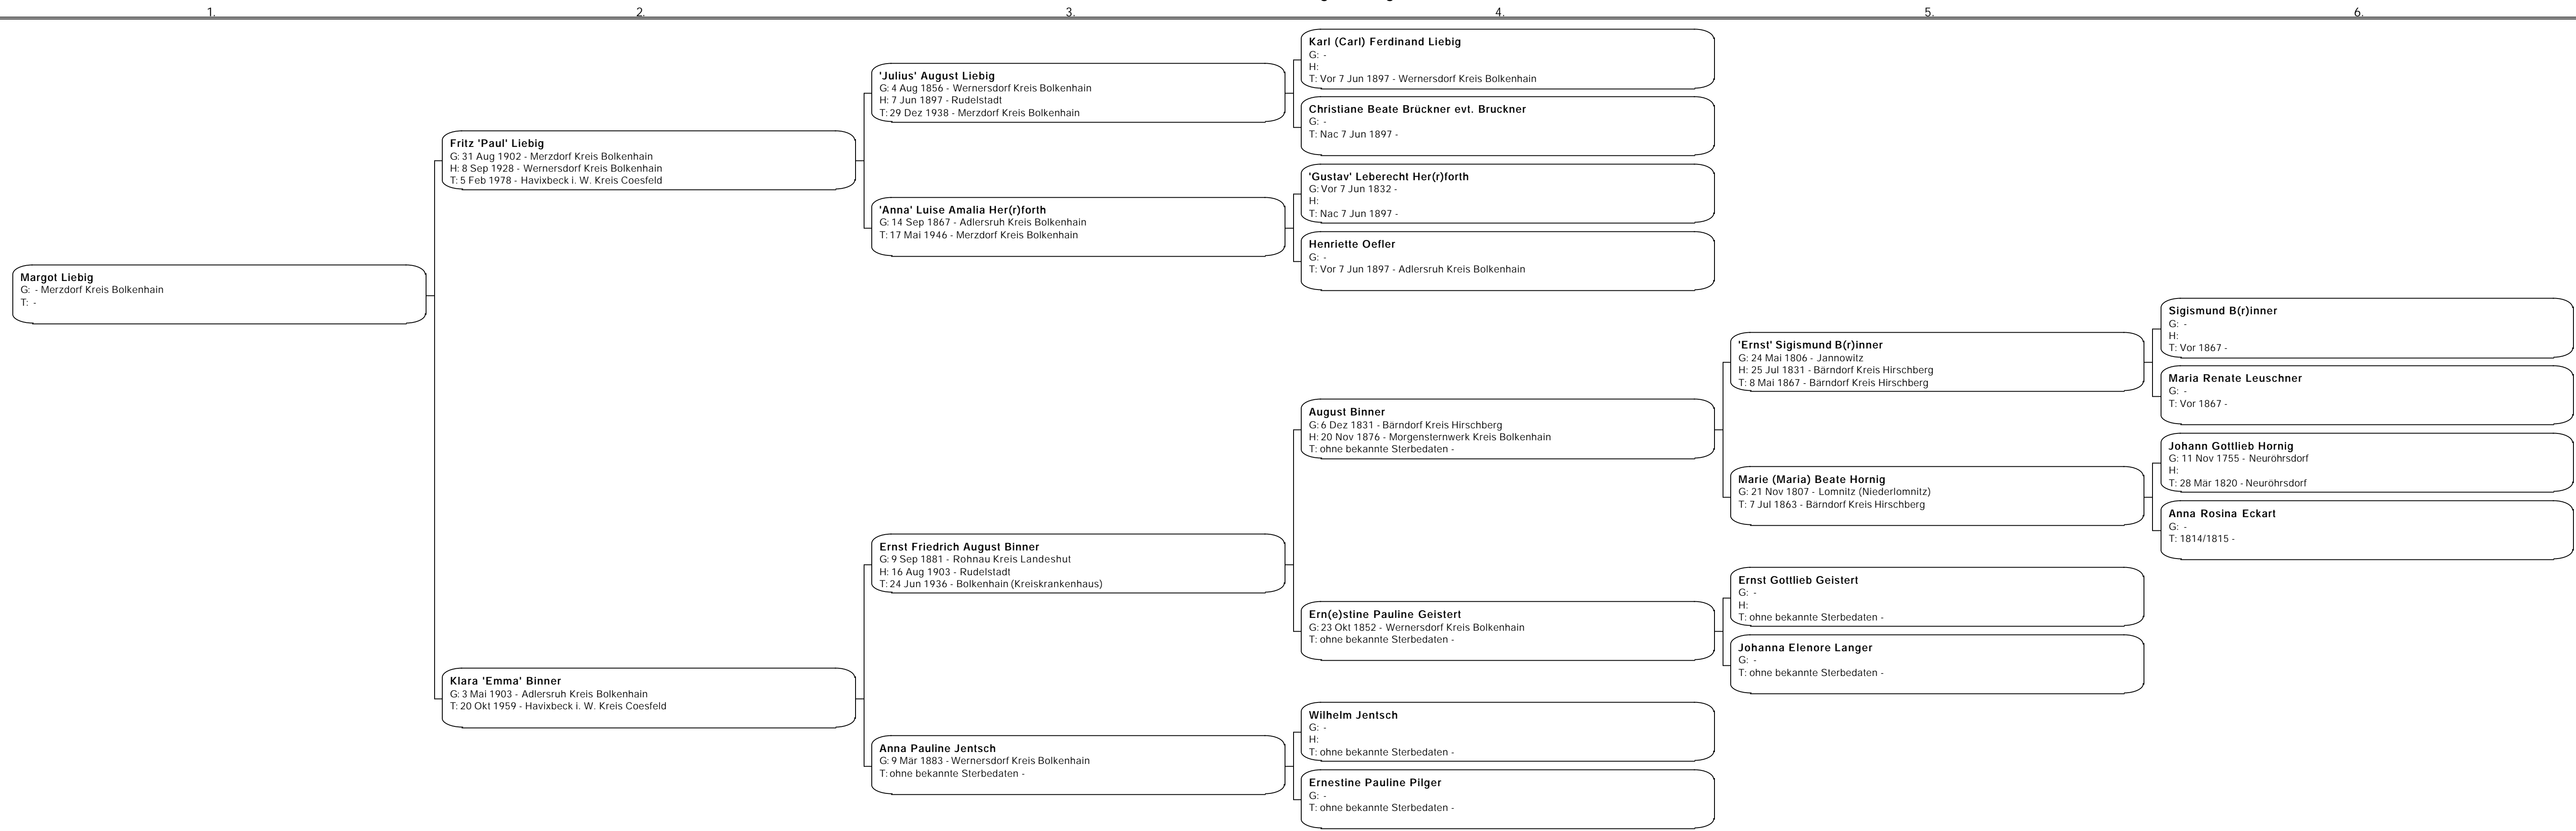 1.
2.
3.
4.
5.
6.
Margot Liebig
G: - Merzdorf Kreis Bolkenhain
T: -
Fritz 'Paul' Liebig
G: 31 Aug 1902 - Merzdorf Kreis Bolkenhain
H: 8 Sep 1928 - Wernersdorf Kreis Bolkenhain
T: 5 Feb 1978 - Havixbeck i. W. Kreis Coesfeld
Klara 'Emma' Binner
G: 3 Mai 1903 - Adlersruh Kreis Bolkenhain
T: 20 Okt 1959 - Havixbeck i. W. Kreis Coesfeld
'Julius' August Liebig
G: 4 Aug 1856 - Wernersdorf Kreis Bolkenhain
H: 7 Jun 1897 - Rudelstadt
T: 29 Dez 1938 - Merzdorf Kreis Bolkenhain
'Anna' Luise Amalia Her(r)forth
G: 14 Sep 1867 - Adlersruh Kreis Bolkenhain
T: 17 Mai 1946 - Merzdorf Kreis Bolkenhain
Ernst Friedrich August Binner
G: 9 Sep 1881 - Rohnau Kreis Landeshut
H: 16 Aug 1903 - Rudelstadt
T: 24 Jun 1936 - Bolkenhain (Kreiskrankenhaus)
Anna Pauline Jentsch
G: 9 Mär 1883 - Wernersdorf Kreis Bolkenhain
T: ohne bekannte Sterbedaten -
Karl (Carl) Ferdinand Liebig
G: -
H:
T: Vor 7 Jun 1897 - Wernersdorf Kreis Bolkenhain
Christiane Beate Brückner evt. Bruckner
G: -
T: Nac 7 Jun 1897 -
'Gustav' Leberecht Her(r)forth
G: Vor 7 Jun 1832 -
H:
T: Nac 7 Jun 1897 -
Henriette Oefler
G: -
T: Vor 7 Jun 1897 - Adlersruh Kreis Bolkenhain
August Binner
G: 6 Dez 1831 - Bärndorf Kreis Hirschberg
H: 20 Nov 1876 - Morgensternwerk Kreis Bolkenhain
T: ohne bekannte Sterbedaten -
Ern(e)stine Pauline Geistert
G: 23 Okt 1852 - Wernersdorf Kreis Bolkenhain
T: ohne bekannte Sterbedaten -
Wilhelm Jentsch
G: -
H:
T: ohne bekannte Sterbedaten -
Ernestine Pauline Pilger
G: -
T: ohne bekannte Sterbedaten -
'Ernst' Sigismund B(r)inner
G: 24 Mai 1806 - Jannowitz
H: 25 Jul 1831 - Bärndorf Kreis Hirschberg
T: 8 Mai 1867 - Bärndorf Kreis Hirschberg
Marie (Maria) Beate Hornig
G: 21 Nov 1807 - Lomnitz (Niederlomnitz)
T: 7 Jul 1863 - Bärndorf Kreis Hirschberg
Ernst Gottlieb Geistert
G: -
H:
T: ohne bekannte Sterbedaten -
Johanna Elenore Langer
G: -
T: ohne bekannte Sterbedaten -
Sigismund B(r)inner
G: -
H:
T: Vor 1867 -
Maria Renate Leuschner
G: -
T: Vor 1867 -
Johann Gottlieb Hornig
G: 11 Nov 1755 - Neuröhrsdorf
H:
T: 28 Mär 1820 - Neuröhrsdorf
Anna Rosina Eckart
G: -
T: 1814/1815 -